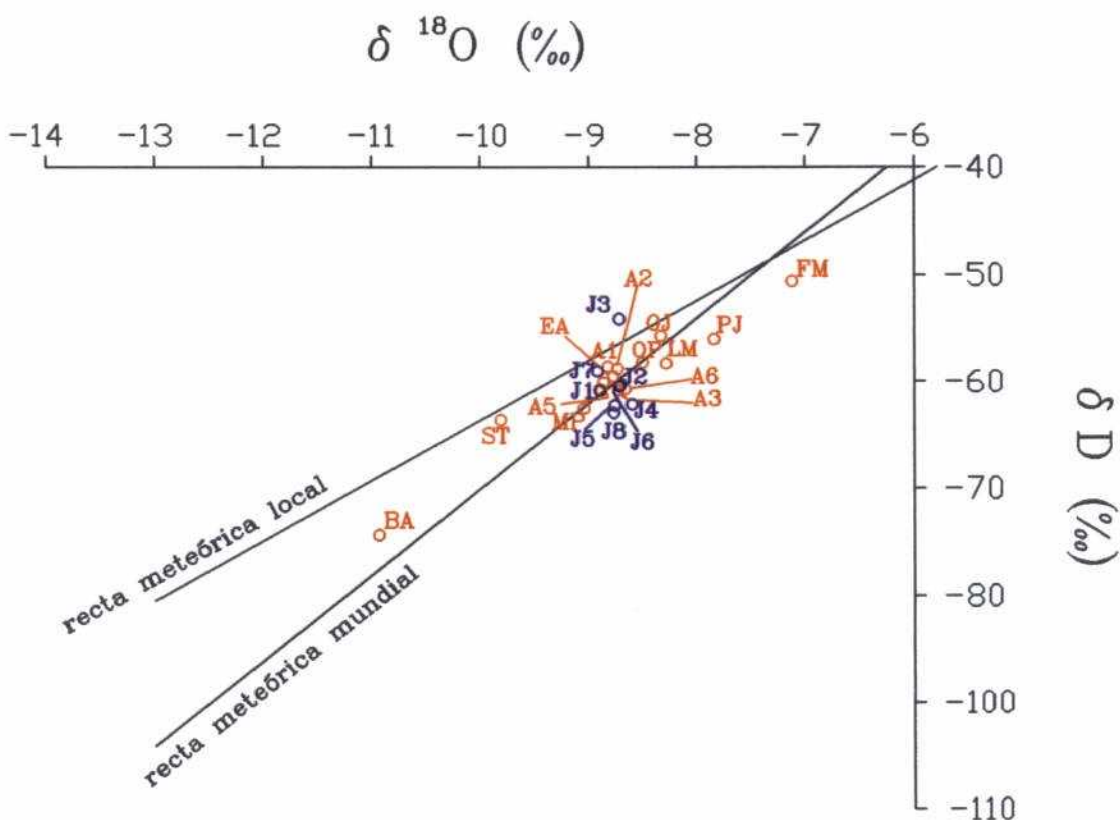 δ ¹⁸O (‰)
-14 -13 -12 -11 -10 -9 -8 -7 -6
-40
-50
-60
-70
-80
-90
-100
-110
δ D (‰)
FM
A2
J3
PJ
EA
A1
LM
J7
J2
J1
A6
A5
A3
J4
MP
ST
J5
J8
J6
BA
recta meteórica local
recta meteórica mundial